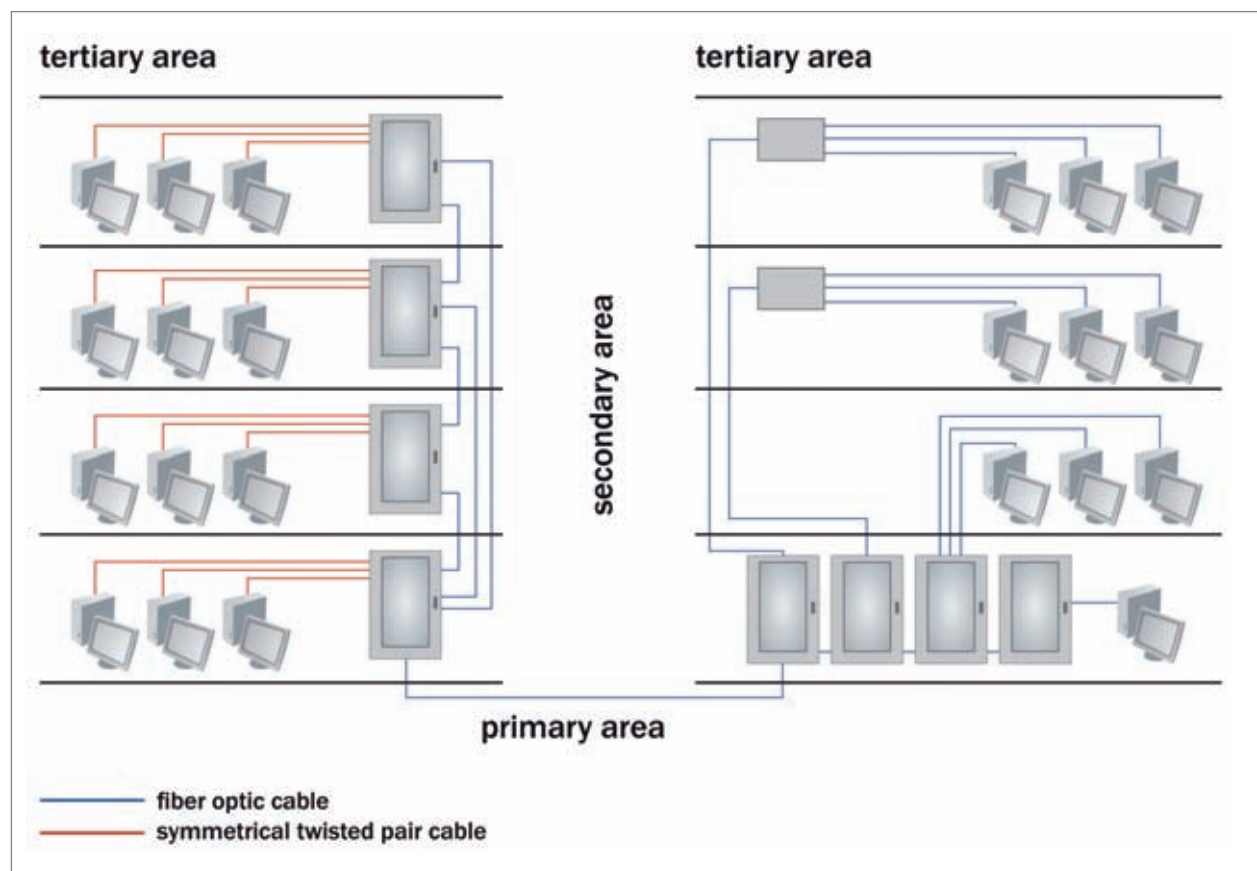 tertiary area
tertiary area
secondary area
primary area
fiber optic cable
symmetrical twisted pair cable